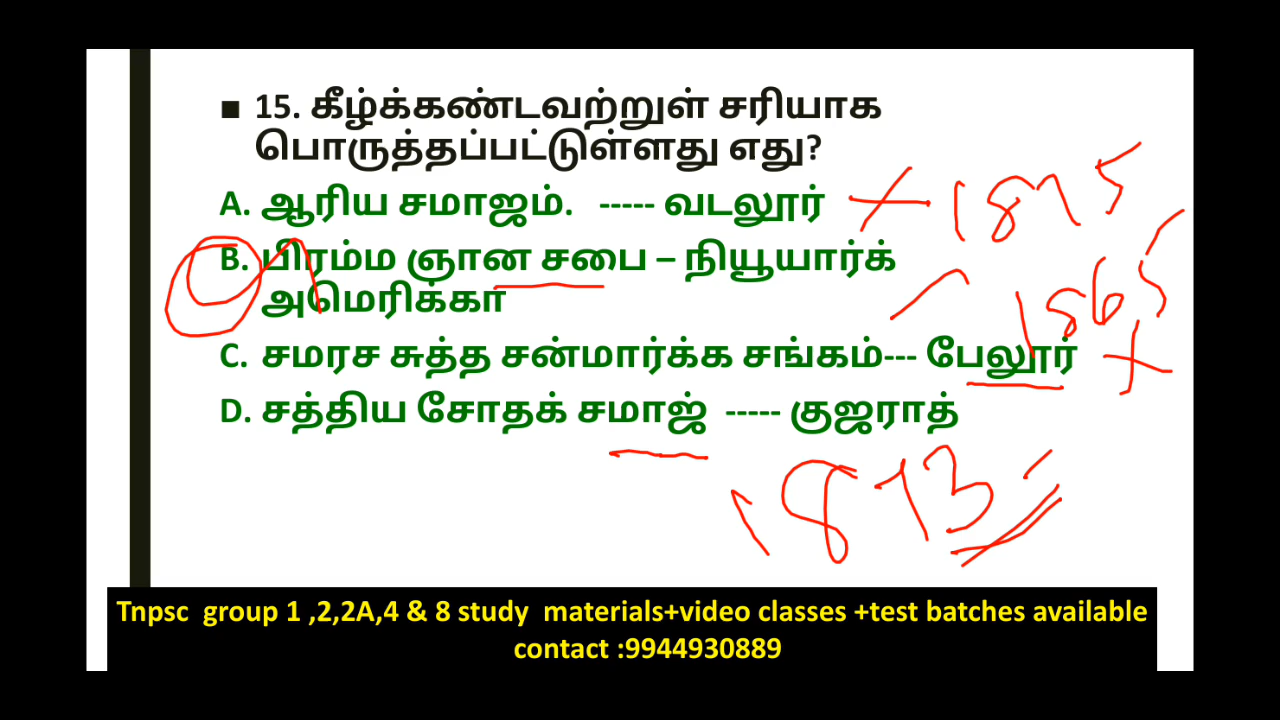 ■ 15. கீழ்க்கண்டவற்றுள் சரியாக
பொருத்தப்பட்டுள்ளது எது?
A. ஆரிய சமாஜம். ----- வடலூர் 1875
B. பிரம்ம ஞான சபை – நியூயார்க்
அமெரிக்கா 1865
C. சமரச சுத்த சன்மார்க்க சங்கம்--- பேலூர்
D. சத்திய சோதக் சமாஜ் ----- குஜராத்
1873
Tnpsc group 1 ,2,2A,4 & 8 study materials+video classes +test batches available
contact :9944930889